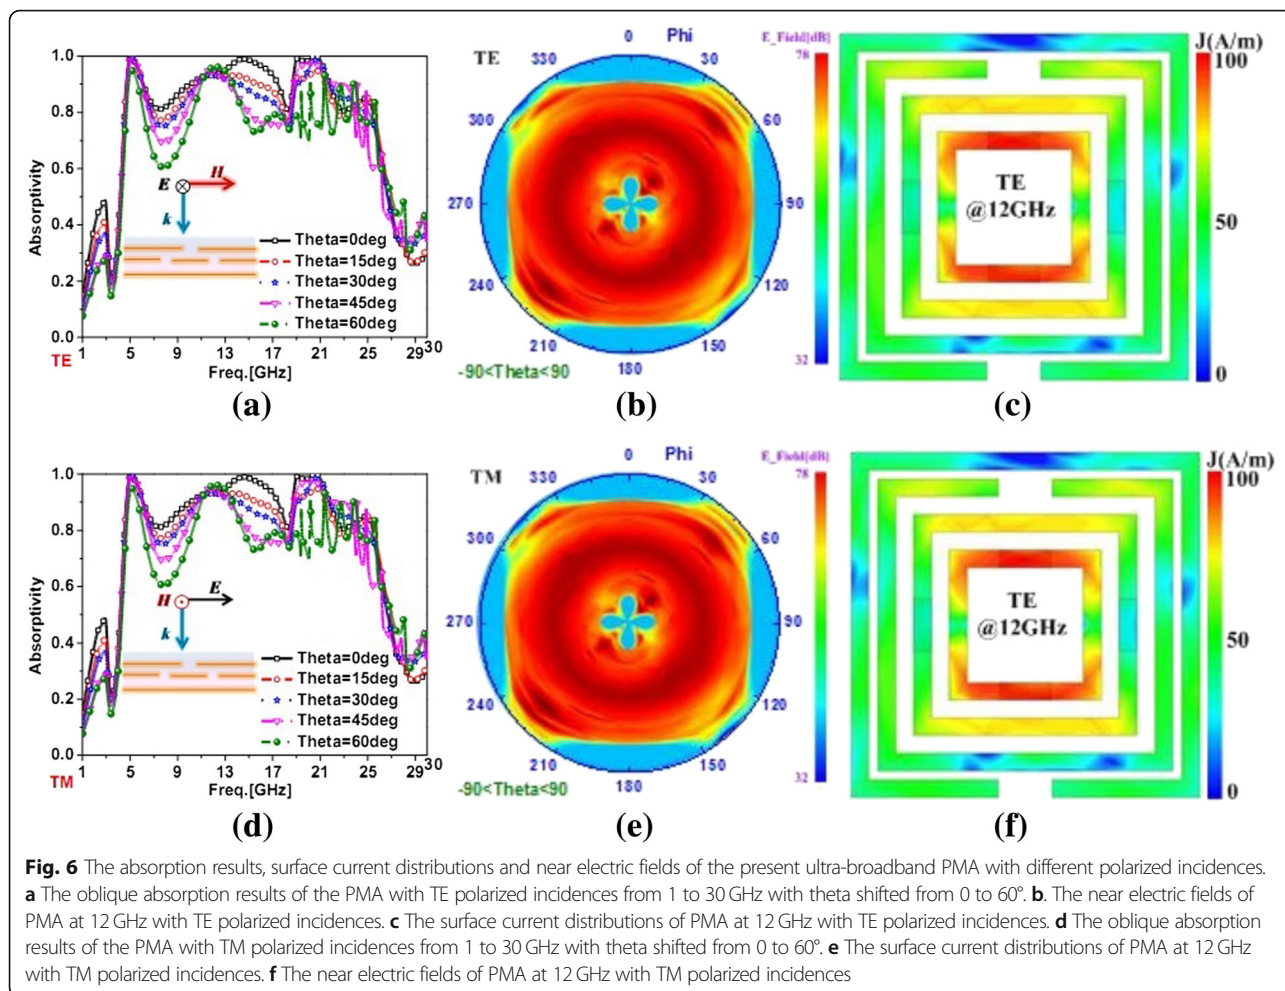 1.0
0.8
0.6
0.4
0.2
0.0
Absorptivity
E
H
k
Theta=0deg
Theta=15deg
Theta=30deg
Theta=45deg
Theta=60deg
1 5 9 13 17 21 25 29 30
TE
Freq.[GHz]
(a)
TE
0
Phi
330
30
300
60
270
90
240
120
210
150
180
-90<Theta<90
(b)
E_Field[dB]
78
32
TE
@12GHz
J(A/m)
100
50
0
(c)
1.0
0.8
0.6
0.4
0.2
0.0
Absorptivity
H
E
k
Theta=0deg
Theta=15deg
Theta=30deg
Theta=45deg
Theta=60deg
1 5 9 13 17 21 25 29 30
TM
Freq.[GHz]
(d)
TM
0
Phi
330
30
300
60
270
90
240
120
210
150
180
-90<Theta<90
(e)
E_Field[dB]
78
32
TE
@12GHz
J(A/m)
100
50
0
(f)
Fig. 6 The absorption results, surface current distributions and near electric fields of the present ultra-broadband PMA with different polarized incidences.
a The oblique absorption results of the PMA with TE polarized incidences from 1 to 30 GHz with theta shifted from 0 to 60°. b. The near electric fields of
PMA at 12 GHz with TE polarized incidences. c The surface current distributions of PMA at 12 GHz with TE polarized incidences. d The oblique absorption
results of the PMA with TM polarized incidences from 1 to 30 GHz with theta shifted from 0 to 60°. e The surface current distributions of PMA at 12 GHz
with TM polarized incidences. f The near electric fields of PMA at 12 GHz with TM polarized incidences